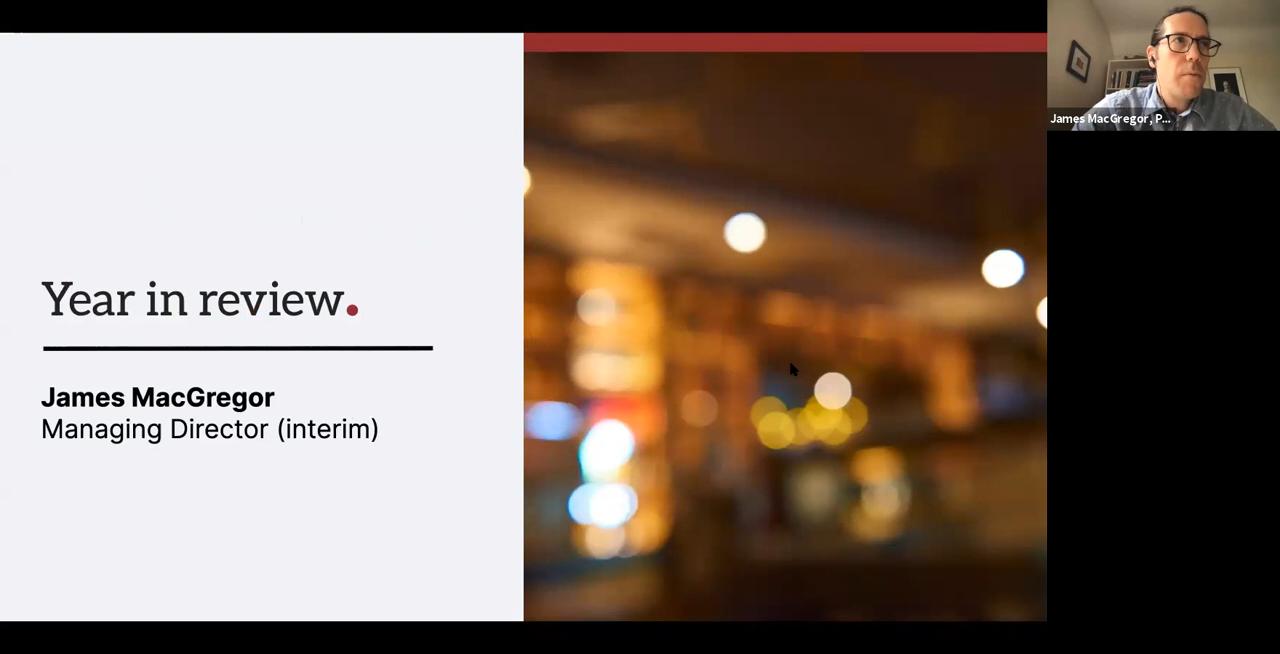 Year in review.
James MacGregor
Managing Director (interim)
James MacGregor, P...